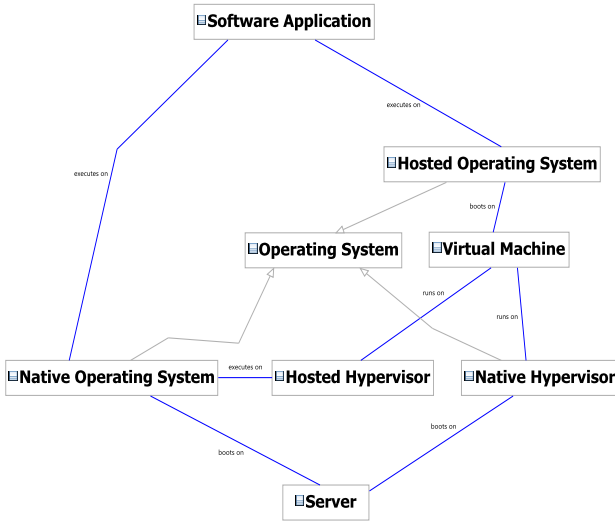 Software Application
executes on
Hosted Operating System
executes on
boots on
Operating System
Virtual Machine
runs on
runs on
Native Operating System
executes on
Hosted Hypervisor
Native Hypervisor
boots on
boots on
Server